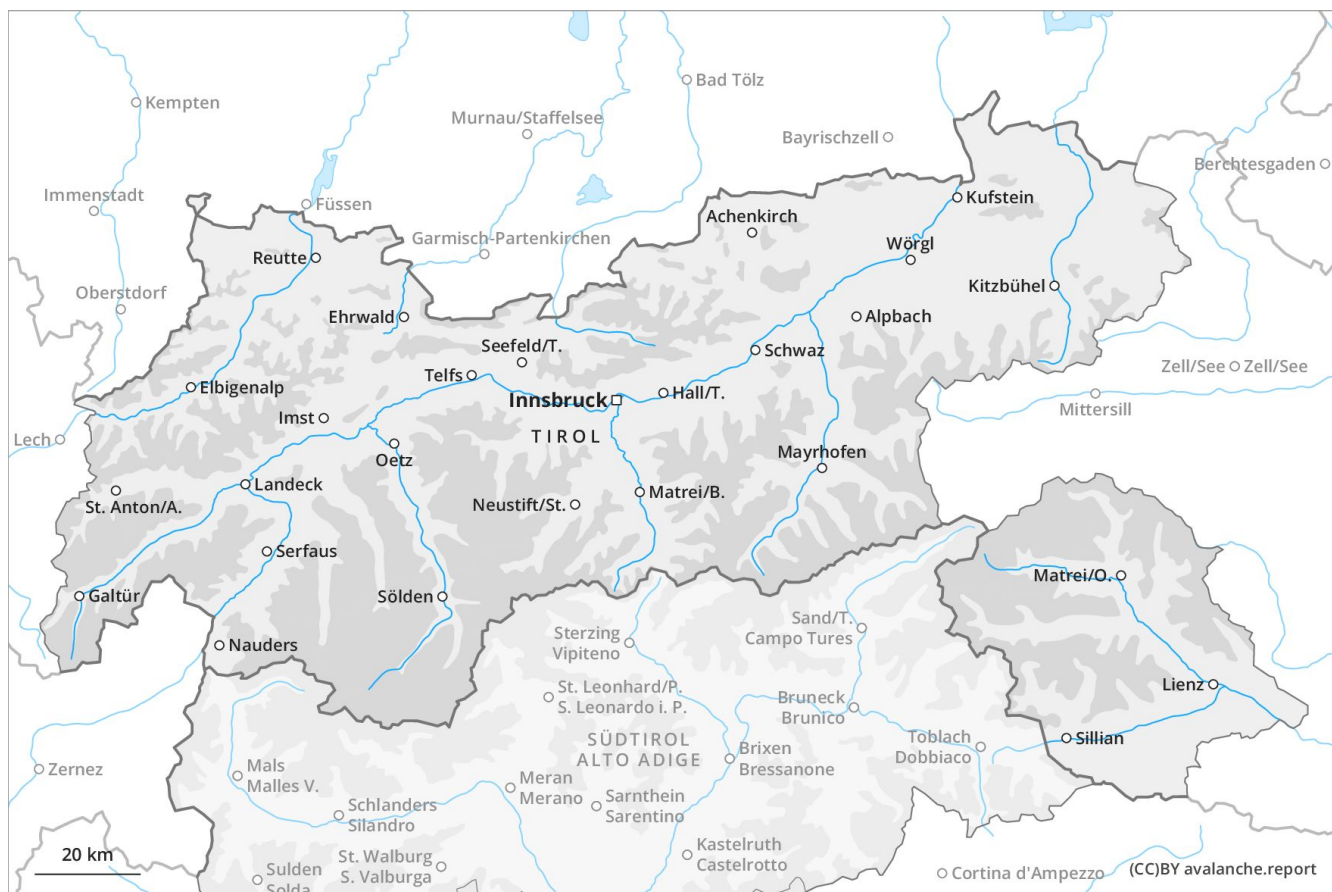 Bad Tölz
Kempten
Murnau/Staffelsee
Bayrischzell
Berchtesgaden
Immenstadt
Füssen
Kufstein
Achenkirch
Garmisch-Partenkirchen
Wörgl
Reutte
Kitzbühel
Oberstdorf
Ehrwald
Alpbach
Seefeld/T.
Schwaz
Zell/See
Zell/See
Telfs
Elbigenalp
Innsbruck
Hall/T.
Mittersill
Imst
TIROL
Lech
Oetz
Mayrhofen
Landeck
Matrei/B.
St. Anton/A.
Neustift/St.
Serfaus
Matrei/O.
Galtür
Sölden
Sand/T.
Campo Tures
Sterzing
Vipiteno
Nauders
Lienz
St. Leonhard/P.
S. Leonardo i. P.
Bruneck
Brunico
SÜDTIROL
ALTO ADIGE
Toblach
Dobbiaco
Sillian
Brixen
Bressanone
Zernez
Mals
Malles V.
Meran
Merano
Sarnthein
Sarentino
Schlanders
Silandro
Kastelruth
Castelrotto
20 km
St. Walburg
S. Valburga
Sulden
Solda
Cortina d'Ampezzo
(CC)BY avalanche.report